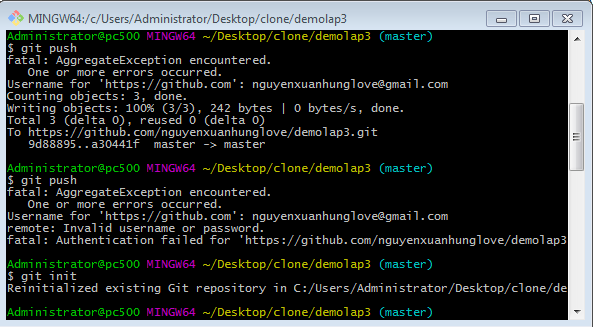 MINGW64:/c/Users/Administrator/Desktop/clone/demolap3
Administrator@pc500 MINGW64 ~/Desktop/clone/demolap3 (master)
$ git push
fatal: AggregateException encountered.
   One or more errors occurred.
Username for 'https://github.com': nguyenxuanhunglove@gmail.com
Counting objects: 3, done.
Writing objects: 100% (3/3), 242 bytes | 0 bytes/s, done.
Total 3 (delta 0), reused 0 (delta 0)
To https://github.com/nguyenxuanhunglove/demolap3.git
   9d88895..a30441f  master -> master
Administrator@pc500 MINGW64 ~/Desktop/clone/demolap3 (master)
$ git push
fatal: AggregateException encountered.
   One or more errors occurred.
Username for 'https://github.com': nguyenxuanhunglove@gmail.com
remote: Invalid username or password.
fatal: Authentication failed for 'https://github.com/nguyenxuanhunglove/demolap3
Administrator@pc500 MINGW64 ~/Desktop/clone/demolap3 (master)
$ git init
Reinitialized existing Git repository in C:/Users/Administrator/Desktop/clone/de
Administrator@pc500 MINGW64 ~/Desktop/clone/demolap3 (master)